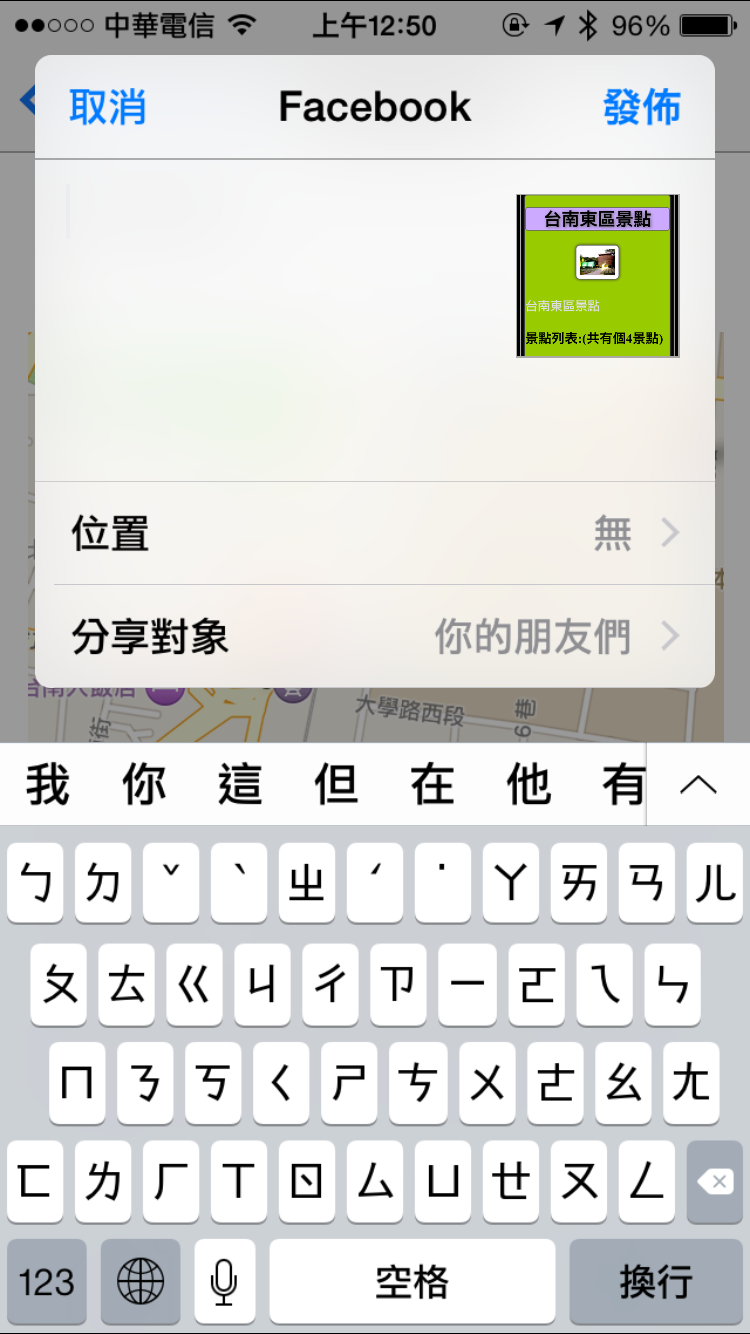 中華電信 上午12:50 96%
取消 Facebook 發佈
台南東區景點
台南東區景點
景點列表:(共有個4景點)
位置 無
分享對象 你的朋友們
大學路西段
我 你 這 但 在 他 有
ㄅ ㄉ ˇ ˋ ㄓ ˊ ˙ ㄚ ㄞ ㄢ ㄦ
ㄆ ㄊ ㄍ ㄐ ㄔ ㄗ ㄧ ㄛ ㄟ ㄣ
ㄇ ㄋ ㄎ ㄑ ㄕ ㄘ ㄨ ㄜ ㄠ ㄤ
ㄈ ㄌ ㄏ ㄒ ㄖ ㄙ ㄩ ㄝ ㄡ ㄥ
123 空格 換行